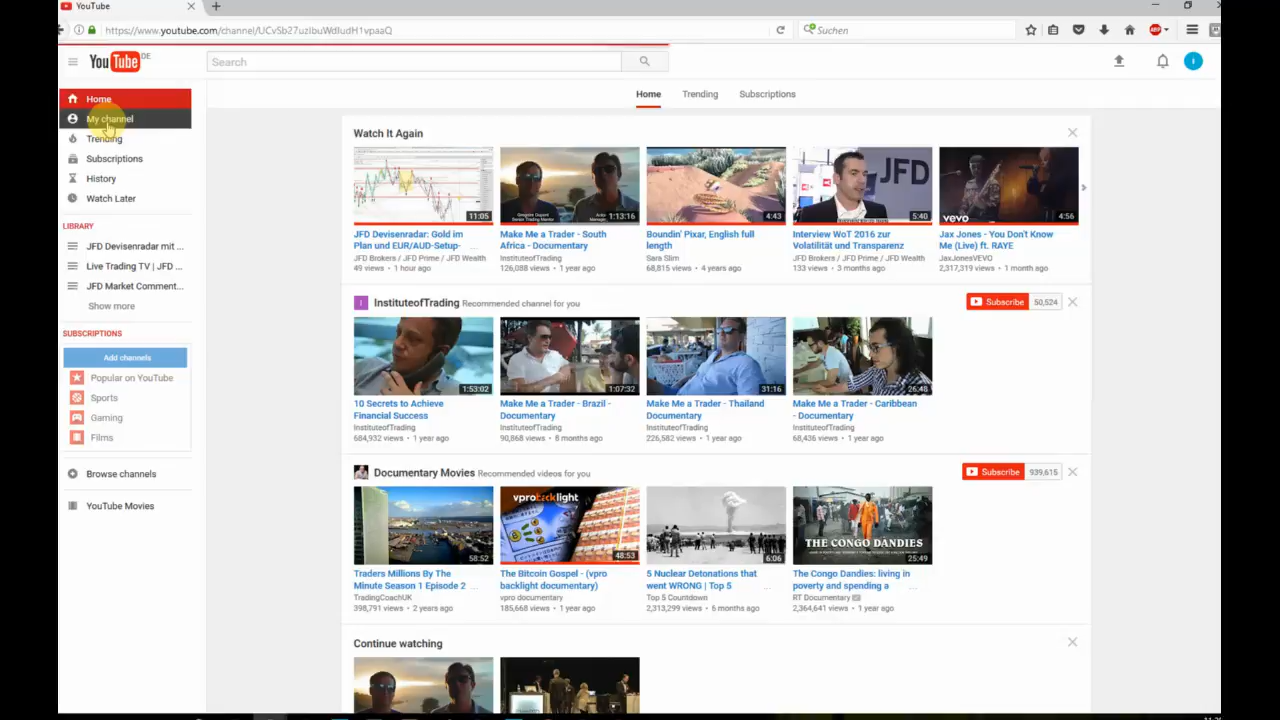 YouTube
https://www.youtube.com/channel/UCvSb27uzIbuWdIudH1vpaaQ
Suchen
ABP
YouTube DE
Search
Home
Trending
Subscriptions
Home
My channel
Trending
Subscriptions
History
Watch Later
LIBRARY
JFD Devisenradar mit ...
Live Trading TV | JFD ...
JFD Market Comment...
Show more
SUBSCRIPTIONS
Add channels
Popular on YouTube
Sports
Gaming
Films
Browse channels
YouTube Movies
Watch It Again
11:05
JFD Devisenradar: Gold im
Plan und EUR/AUD-Setup- ...
JFD Brokers / JFD Prime / JFD Wealth
49 views • 1 hour ago
1:13:16
Make Me a Trader - South
Africa - Documentary
InstituteofTrading
126,088 views • 1 year ago
4:43
Boundin' Pixar, English full
length
Sara Slim
68,815 views • 4 years ago
JFD
5:40
Interview WoT 2016 zur
Volatilität und Transparenz
JFD Brokers / JFD Prime / JFD Wealth
133 views • 3 months ago
vevo
4:56
Jax Jones - You Don't Know
Me (Live) ft. RAYE
JaxJonesVEVO
2,317,319 views • 1 month ago
I
InstituteofTrading Recommended channel for you
Subscribe 50,524
1:53:02
10 Secrets to Achieve
Financial Success
InstituteofTrading
684,932 views • 1 year ago
1:07:32
Make Me a Trader - Brazil -
Documentary
InstituteofTrading
90,868 views • 8 months ago
31:16
Make Me a Trader - Thailand
Documentary
InstituteofTrading
226,582 views • 1 year ago
26:48
Make Me a Trader - Caribbean
- Documentary
InstituteofTrading
68,436 views • 1 year ago
Documentary Movies Recommended videos for you
Subscribe 939,615
58:52
Traders Millions By The
Minute Season 1 Episode 2 ...
TradingCoachUK
398,791 views • 2 years ago
vpro backlight
48:53
The Bitcoin Gospel - (vpro
backlight documentary)
vpro documentary
185,668 views • 1 year ago
6:06
5 Nuclear Detonations that
went WRONG | Top 5 ...
Top 5 Countdown
2,313,299 views • 6 months ago
THE CONGO DANDIES
25:49
The Congo Dandies: living in
poverty and spending a ...
RT Documentary
2,364,641 views • 1 year ago
Continue watching